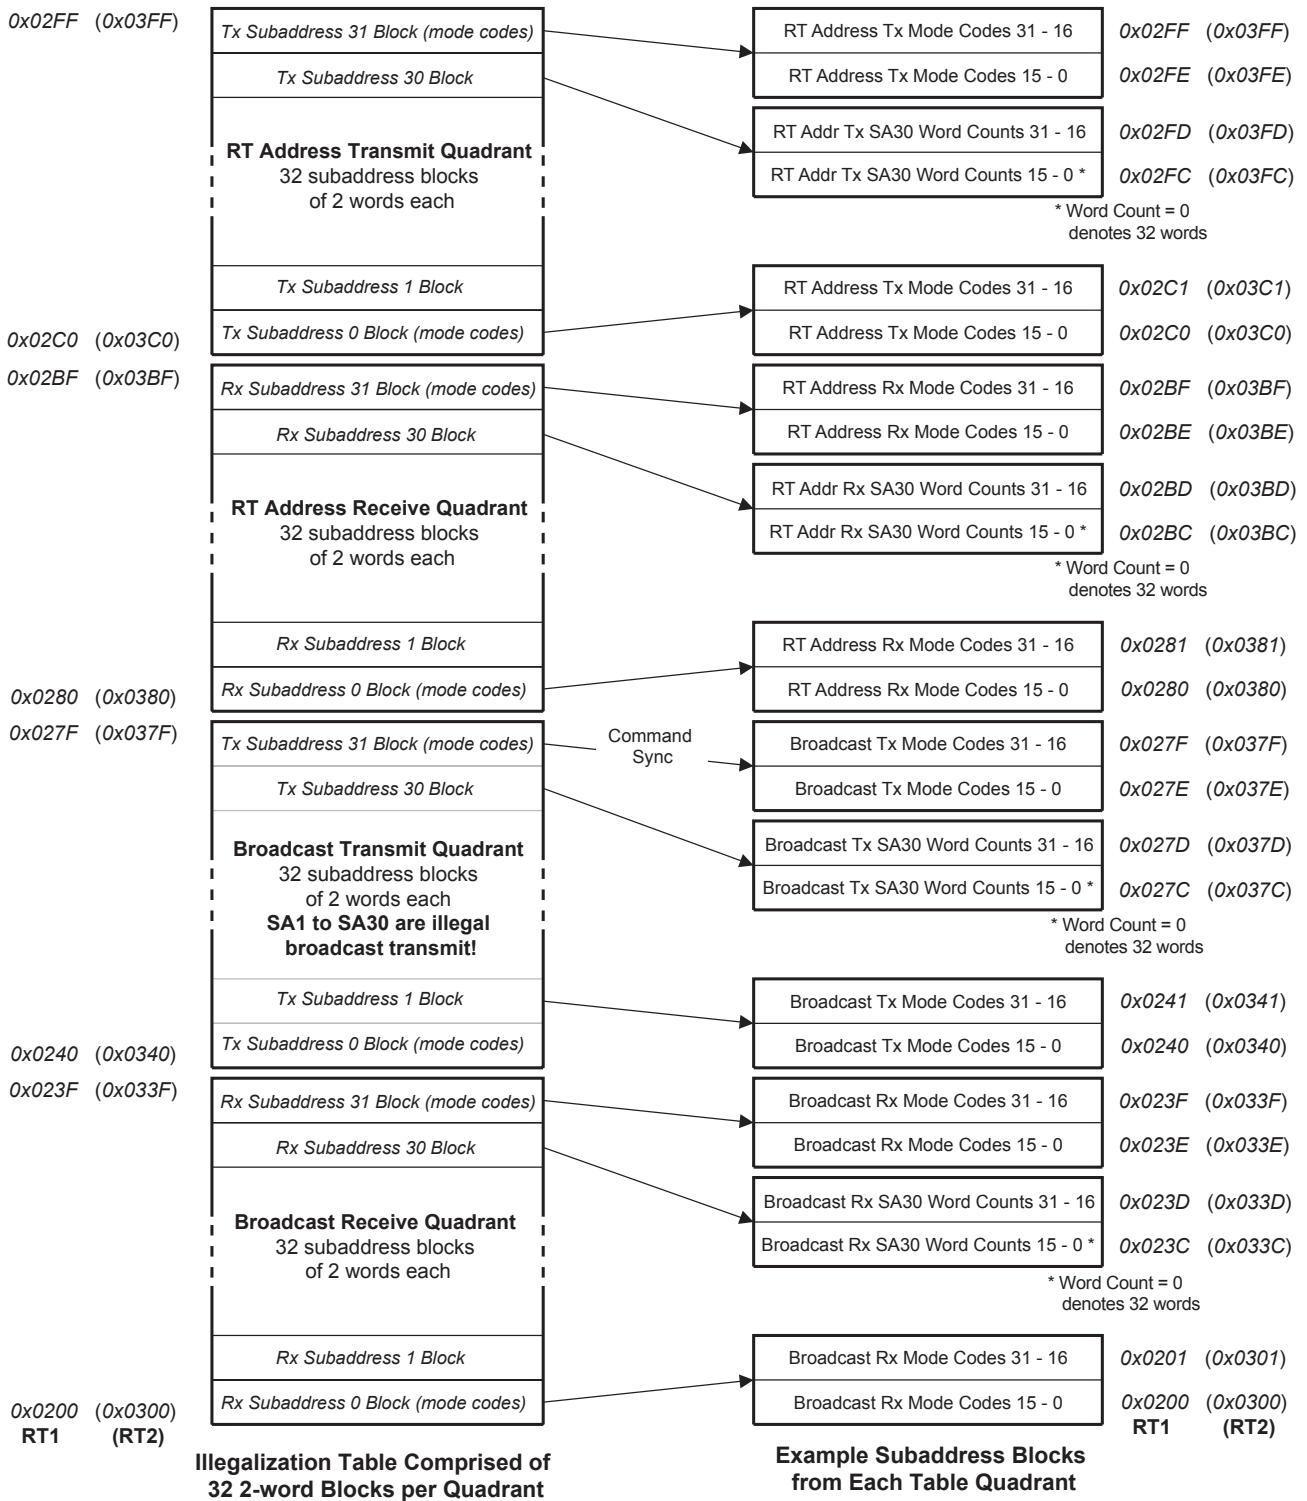 0x02FF (0x03FF)
Tx Subaddress 31 Block (mode codes)
RT Address Tx Mode Codes 31 - 16
0x02FF (0x03FF)
Tx Subaddress 30 Block
RT Address Tx Mode Codes 15 - 0
0x02FE (0x03FE)
RT Address Transmit Quadrant
32 subaddress blocks
of 2 words each
RT Addr Tx SA30 Word Counts 31 - 16
0x02FD (0x03FD)
RT Addr Tx SA30 Word Counts 15 - 0 *
0x02FC (0x03FC)
* Word Count = 0
denotes 32 words
Tx Subaddress 1 Block
RT Address Tx Mode Codes 31 - 16
0x02C1 (0x03C1)
0x02C0 (0x03C0)
Tx Subaddress 0 Block (mode codes)
RT Address Tx Mode Codes 15 - 0
0x02C0 (0x03C0)
0x02BF (0x03BF)
Rx Subaddress 31 Block (mode codes)
RT Address Rx Mode Codes 31 - 16
0x02BF (0x03BF)
Rx Subaddress 30 Block
RT Address Rx Mode Codes 15 - 0
0x02BE (0x03BE)
RT Address Receive Quadrant
32 subaddress blocks
of 2 words each
RT Addr Rx SA30 Word Counts 31 - 16
0x02BD (0x03BD)
RT Addr Rx SA30 Word Counts 15 - 0 *
0x02BC (0x03BC)
* Word Count = 0
denotes 32 words
Rx Subaddress 1 Block
RT Address Rx Mode Codes 31 - 16
0x0281 (0x0381)
0x0280 (0x0380)
Rx Subaddress 0 Block (mode codes)
RT Address Rx Mode Codes 15 - 0
0x0280 (0x0380)
0x027F (0x037F)
Tx Subaddress 31 Block (mode codes)
Command
Sync
Broadcast Tx Mode Codes 31 - 16
0x027F (0x037F)
Tx Subaddress 30 Block
Broadcast Tx Mode Codes 15 - 0
0x027E (0x037E)
Broadcast Transmit Quadrant
32 subaddress blocks
of 2 words each
SA1 to SA30 are illegal
broadcast transmit!
Broadcast Tx SA30 Word Counts 31 - 16
0x027D (0x037D)
Broadcast Tx SA30 Word Counts 15 - 0 *
0x027C (0x037C)
* Word Count = 0
denotes 32 words
Tx Subaddress 1 Block
Broadcast Tx Mode Codes 31 - 16
0x0241 (0x0341)
0x0240 (0x0340)
Tx Subaddress 0 Block (mode codes)
Broadcast Tx Mode Codes 15 - 0
0x0240 (0x0340)
0x023F (0x033F)
Rx Subaddress 31 Block (mode codes)
Broadcast Rx Mode Codes 31 - 16
0x023F (0x033F)
Rx Subaddress 30 Block
Broadcast Rx Mode Codes 15 - 0
0x023E (0x033E)
Broadcast Receive Quadrant
32 subaddress blocks
of 2 words each
Broadcast Rx SA30 Word Counts 31 - 16
0x023D (0x033D)
Broadcast Rx SA30 Word Counts 15 - 0 *
0x023C (0x033C)
* Word Count = 0
denotes 32 words
Rx Subaddress 1 Block
Broadcast Rx Mode Codes 31 - 16
0x0201 (0x0301)
0x0200 (0x0300)
Rx Subaddress 0 Block (mode codes)
Broadcast Rx Mode Codes 15 - 0
0x0200 (0x0300)
RT1 (RT2)
RT1 (RT2)
Illegalization Table Comprised of
32 2-word Blocks per Quadrant
Example Subaddress Blocks
from Each Table Quadrant